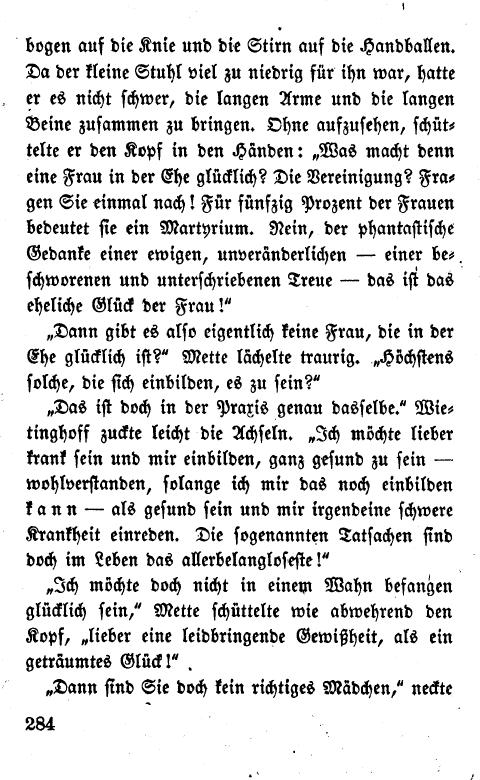 bogen auf die Knie und die Stirn auf die Handballen.
Da der kleine Stuhl viel zu niedrig für ihn war, hatte
er es nicht schwer, die langen Arme und die langen
Beine zusammen zu bringen. Ohne aufzusehen, schüt-
telte er den Kopf in den Händen: „Was macht denn
eine Frau in der Ehe glücklich? Die Vereinigung? Fra-
gen Sie einmal nach! Für fünfzig Prozent der Frauen
bedeutet sie ein Martyrium. Nein, der phantastische
Gedanke einer ewigen, unveränderlichen — einer be-
schworenen und unterschriebenen Treue — das ist das
eheliche Glück der Frau!“
„Dann gibt es also eigentlich keine Frau, die in der
Ehe glücklich ist?“ Mette lächelte traurig. „Höchstens
solche, die sich einbilden, es zu sein?“
„Das ist doch in der Praxis genau dasselbe.“ Wie-
tinghoff zuckte leicht die Achseln. „Ich möchte lieber
krank sein und mir einbilden, ganz gesund zu sein —
wohlverstanden, solange ich mir das noch einbilden
kann — als gesund sein und mir irgendeine schwere
Krankheit einreden. Die sogenannten Tatsachen sind
doch im Leben das allerbelangloseste!“
„Ich möchte doch nicht in einem Wahn befangen
glücklich sein,“ Mette schüttelte wie abwehrend den
Kopf, „lieber eine leidbringende Gewißheit, als ein
geträumtes Glück!“
„Dann sind Sie doch kein richtiges Mädchen,“ neckte
284